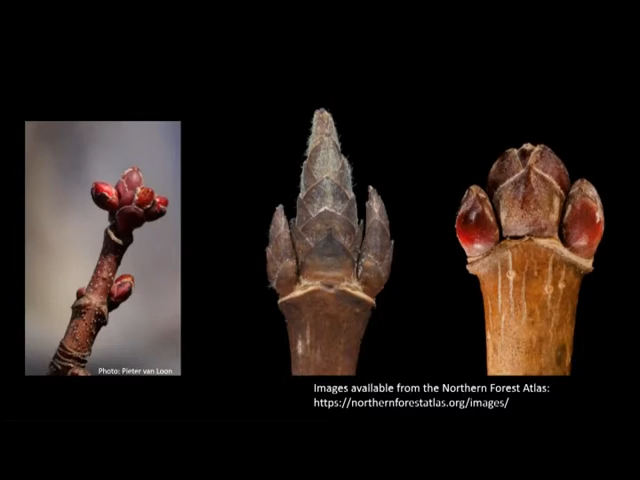 Photo: Pieter van Loon
Images available from the Northern Forest Atlas:
https://northernforestatlas.org/images/